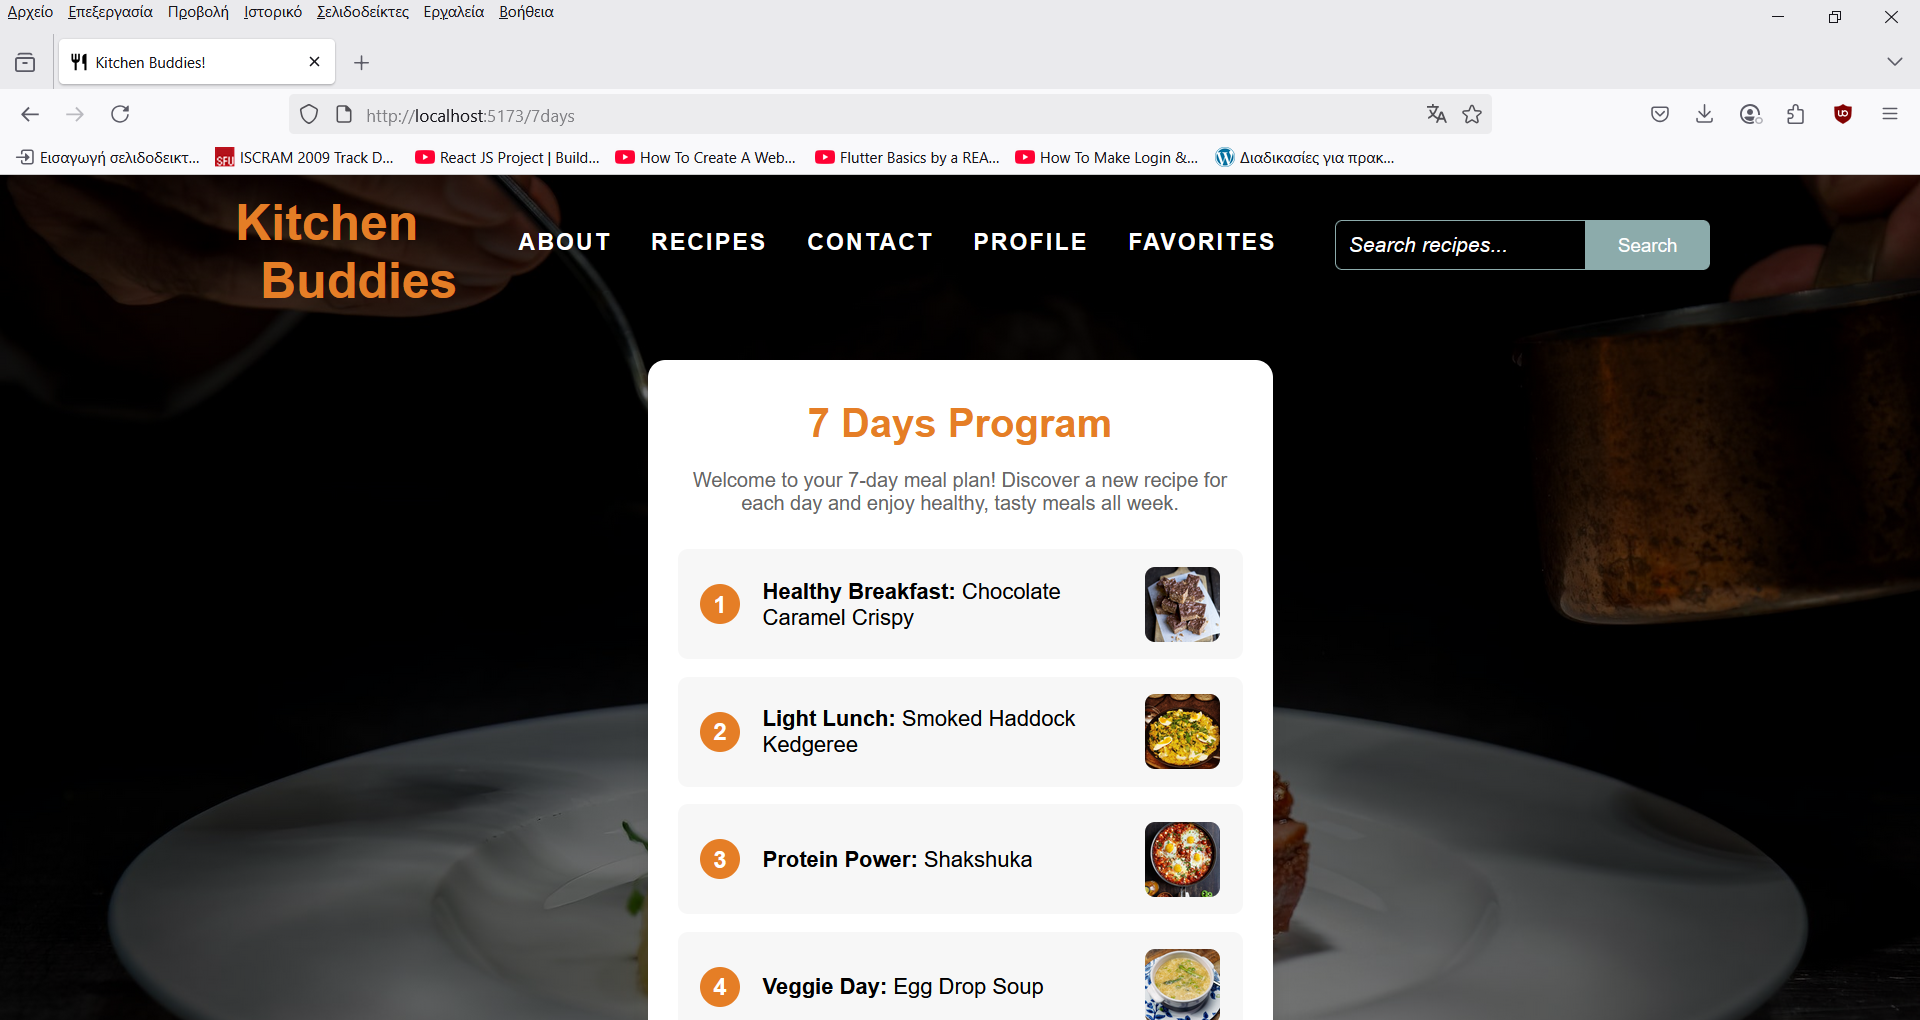 Αρχείο Επεξεργασία Προβολή Ιστορικό Σελιδοδείκτες Εργαλεία Βοήθεια
Kitchen Buddies!
http://localhost:5173/7days
Εισαγωγή σελιδοδεικτ... SFU ISCRAM 2009 Track D... React JS Project | Build... How To Create A Web... Flutter Basics by a REA... How To Make Login &... Διαδικασίες για πρακ...
Kitchen
Buddies
ABOUT RECIPES CONTACT PROFILE FAVORITES
Search recipes... Search
7 Days Program
Welcome to your 7-day meal plan! Discover a new recipe for
each day and enjoy healthy, tasty meals all week.
1 Healthy Breakfast: Chocolate
Caramel Crispy
2 Light Lunch: Smoked Haddock
Kedgeree
3 Protein Power: Shakshuka
4 Veggie Day: Egg Drop Soup